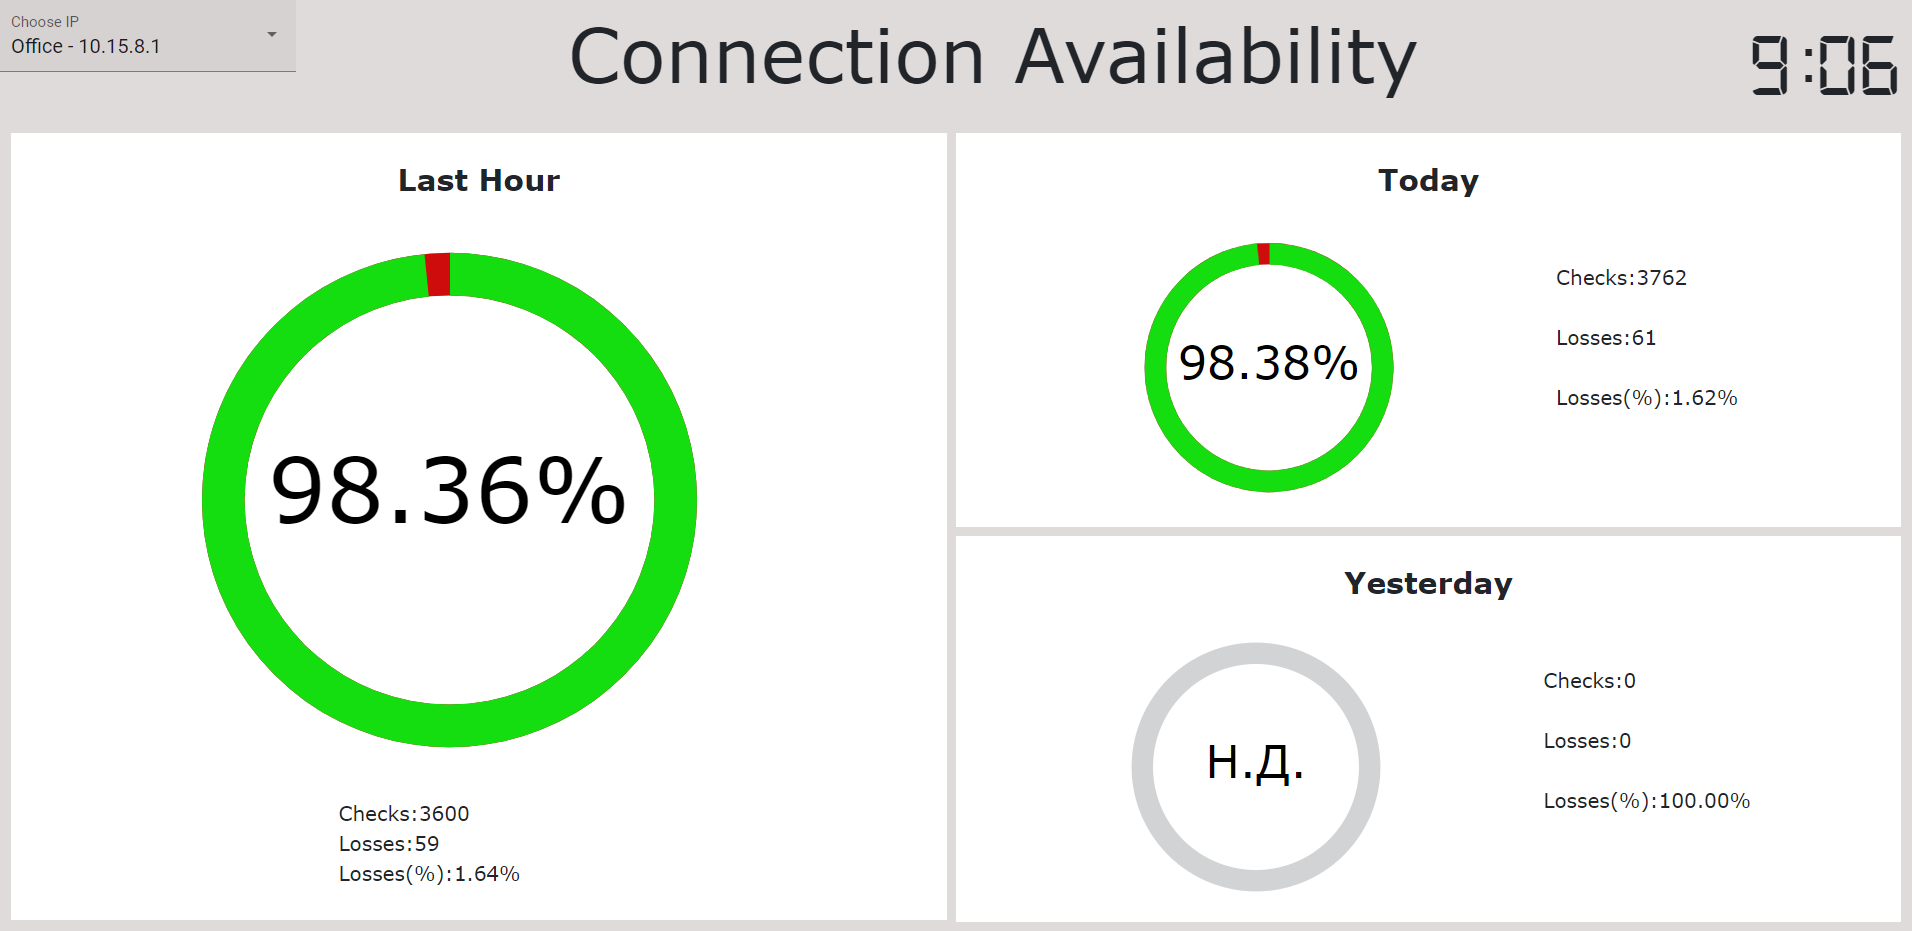 Choose IP
Office - 10.15.8.1
Connection Availability
9:06
Last Hour
98.36%
Checks:3600
Losses:59
Losses(%):1.64%
Today
98.38%
Checks:3762
Losses:61
Losses(%):1.62%
Yesterday
Н.Д.
Checks:0
Losses:0
Losses(%):100.00%